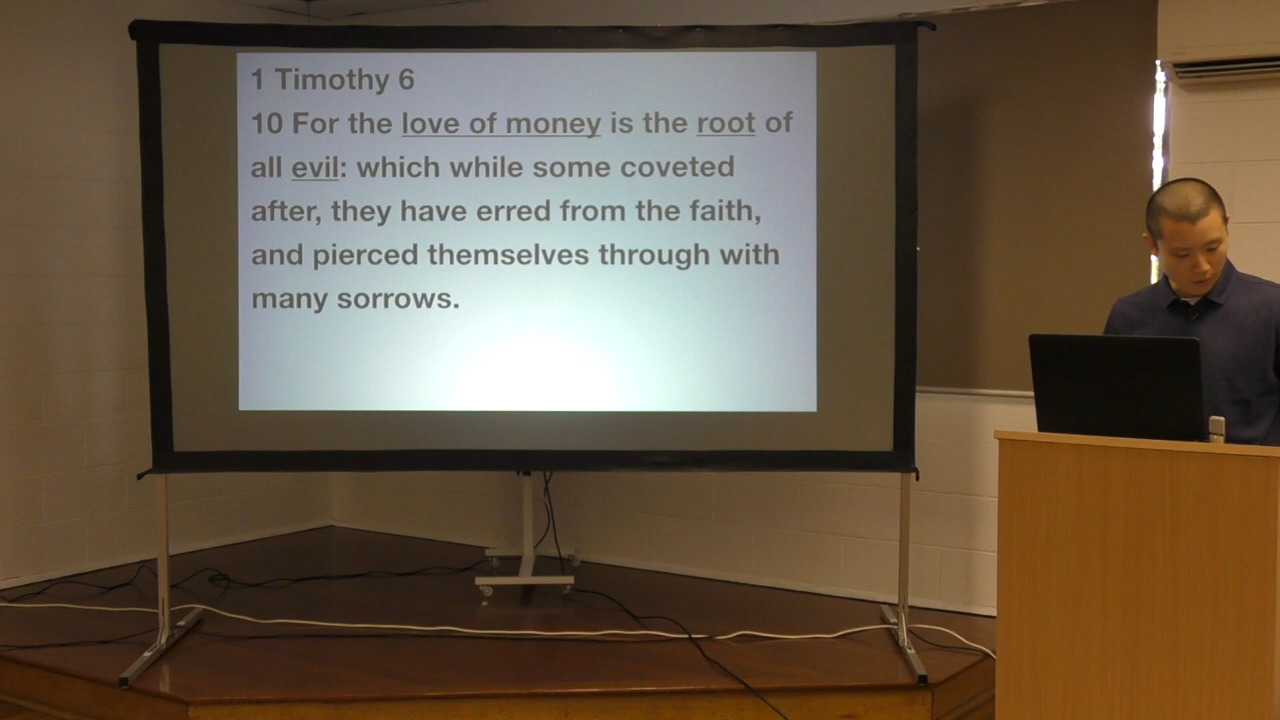 1 Timothy 6
10 For the love of money is the root of
all evil: which while some coveted
after, they have erred from the faith,
and pierced themselves through with
many sorrows.